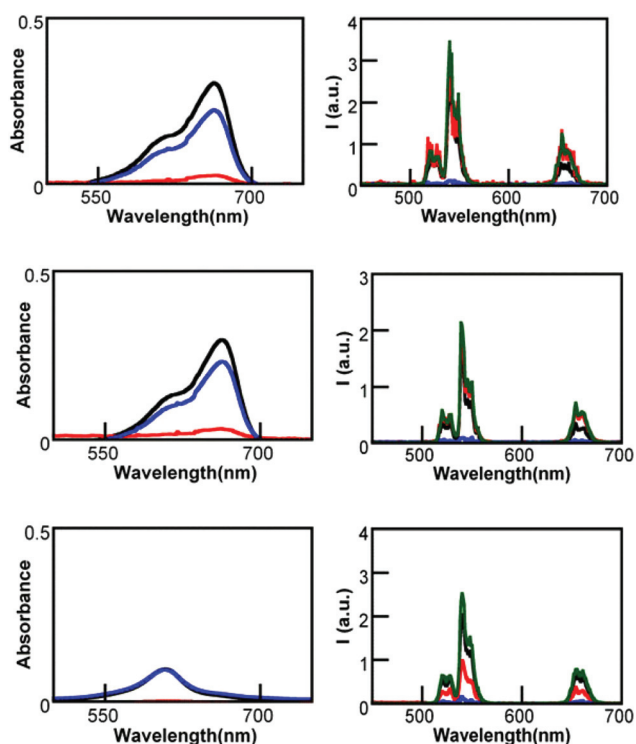 0.5
Absorbance
0
550
700
Wavelength(nm)
4
3
2
1
0
I (a.u.)
500
600
700
Wavelength(nm)
0.5
Absorbance
0
550
700
Wavelength(nm)
3
2
1
0
I (a.u.)
500
600
700
Wavelength(nm)
0.5
Absorbance
0
550
700
Wavelength(nm)
4
3
2
1
0
I (a.u.)
500
600
700
Wavelength(nm)